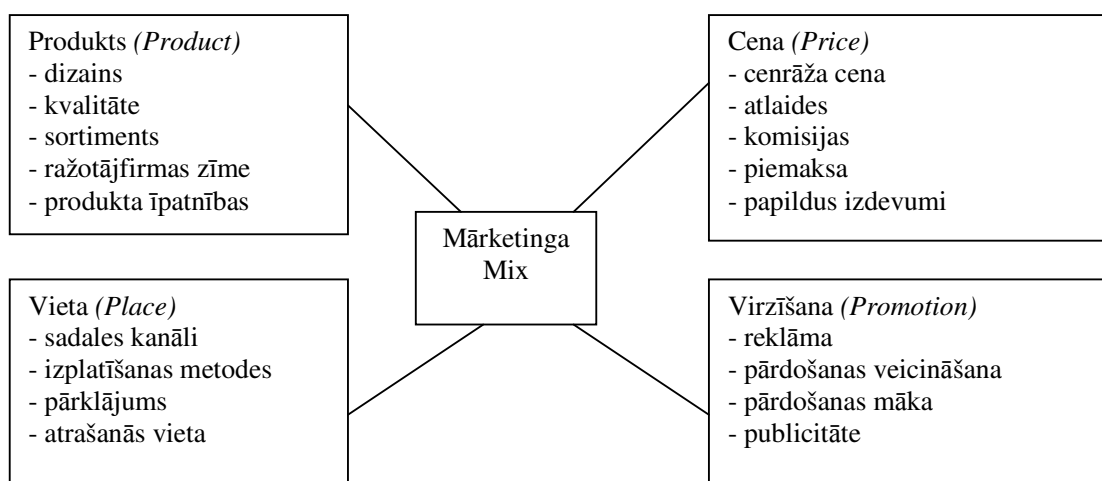 Produkts (Product)
- dizains
- kvalitāte
- sortiments
- ražotājfirmas zīme
- produkta īpatnības
Cena (Price)
- cenrāža cena
- atlaides
- komisijas
- piemaksa
- papildus izdevumi
Mārketinga
Mix
Vieta (Place)
- sadales kanāli
- izplatīšanas metodes
- pārklājums
- atrašanās vieta
Virzīšana (Promotion)
- reklāma
- pārdošanas veicināšana
- pārdošanas māka
- publicitāte